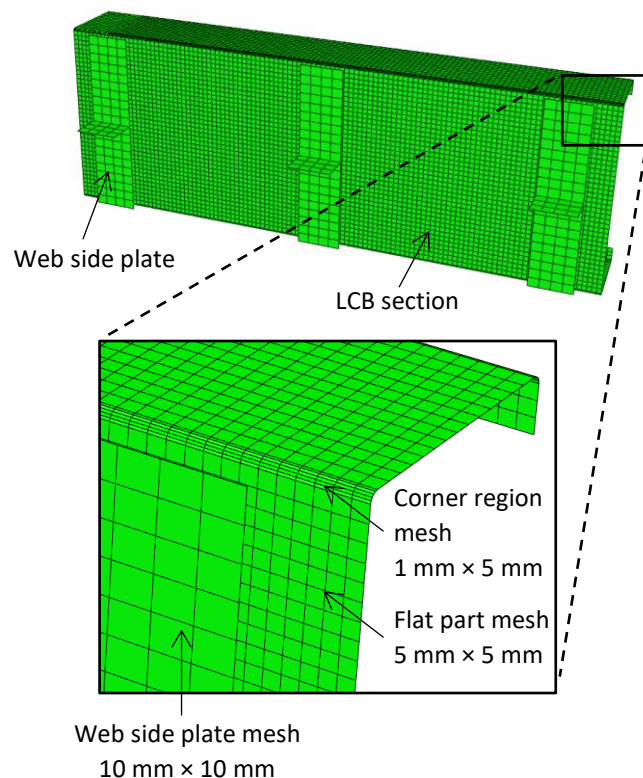 Web side plate
LCB section
Corner region
mesh
1 mm × 5 mm
Flat part mesh
5 mm × 5 mm
Web side plate mesh
10 mm × 10 mm